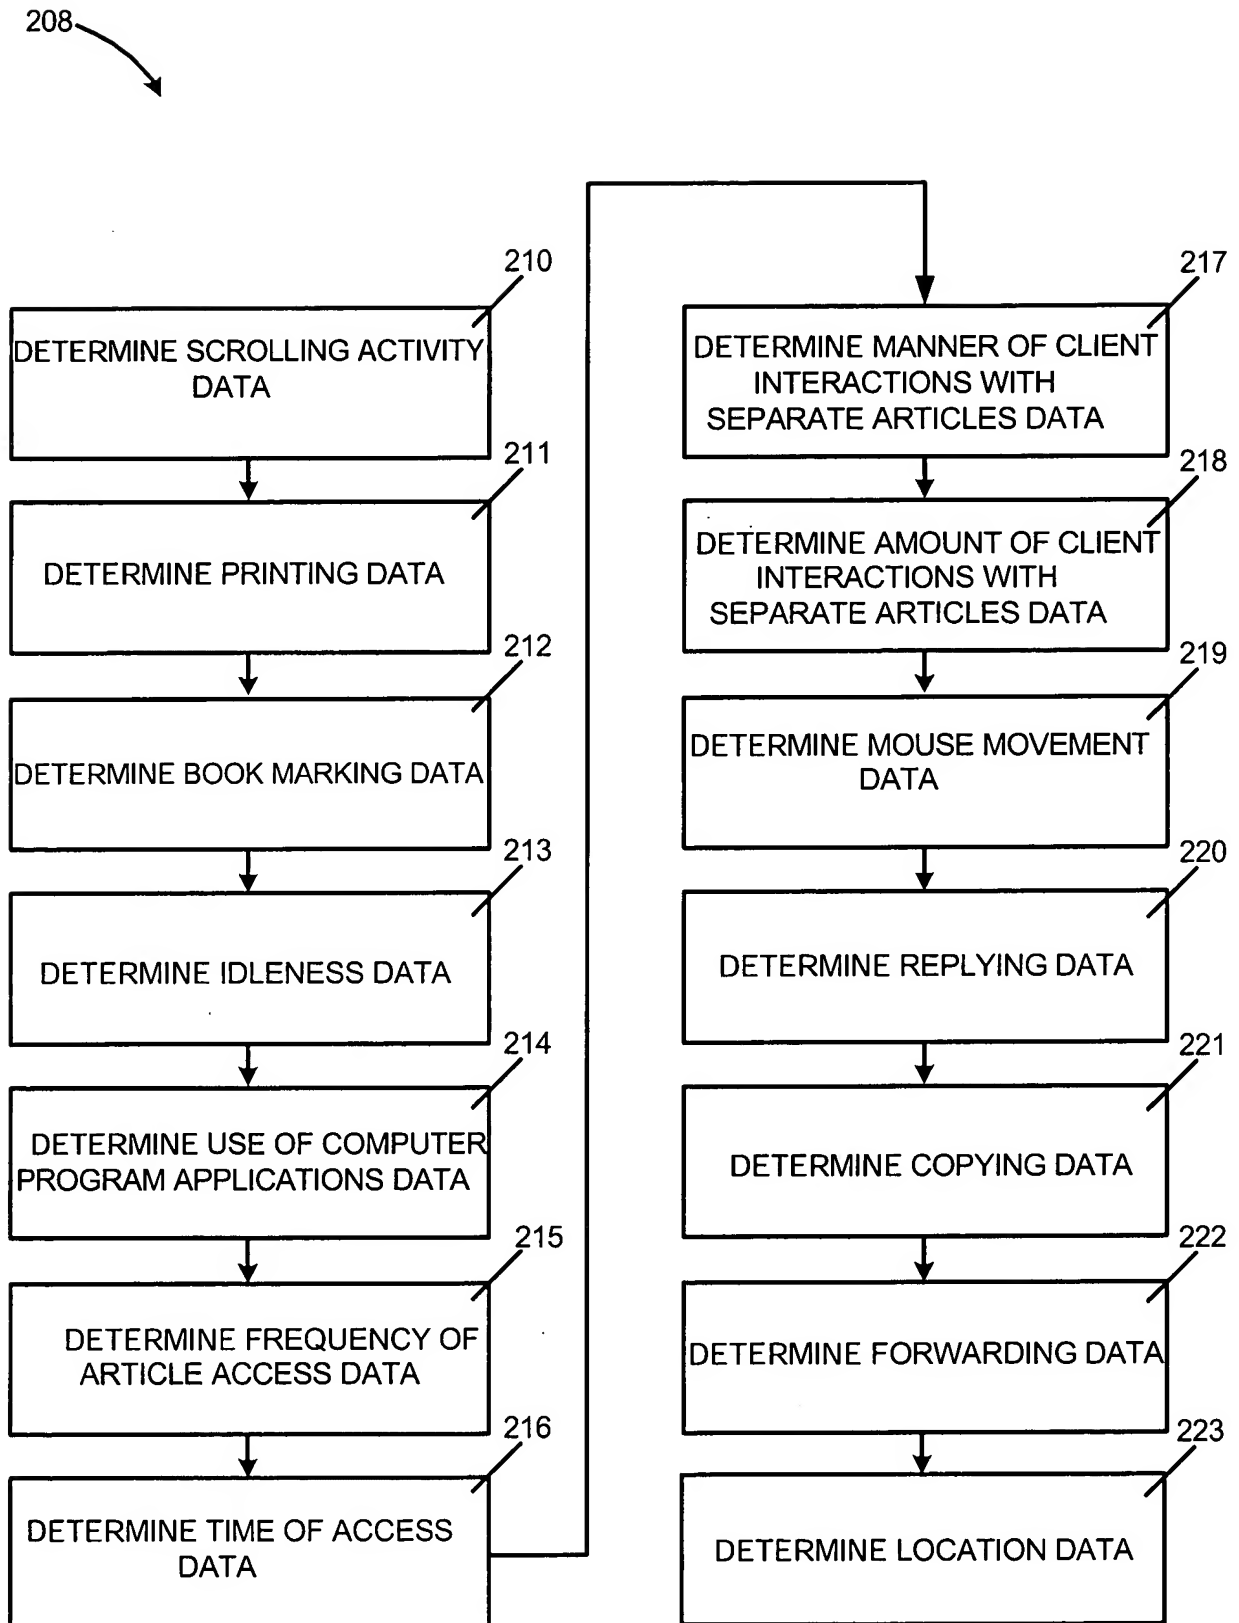 208
210
DETERMINE SCROLLING ACTIVITY
DATA
211
DETERMINE PRINTING DATA
212
DETERMINE BOOK MARKING DATA
213
DETERMINE IDLENESS DATA
214
DETERMINE USE OF COMPUTER
PROGRAM APPLICATIONS DATA
215
DETERMINE FREQUENCY OF
ARTICLE ACCESS DATA
216
DETERMINE TIME OF ACCESS
DATA
217
DETERMINE MANNER OF CLIENT
INTERACTIONS WITH
SEPARATE ARTICLES DATA
218
DETERMINE AMOUNT OF CLIENT
INTERACTIONS WITH
SEPARATE ARTICLES DATA
219
DETERMINE MOUSE MOVEMENT
DATA
220
DETERMINE REPLYING DATA
221
DETERMINE COPYING DATA
222
DETERMINE FORWARDING DATA
223
DETERMINE LOCATION DATA